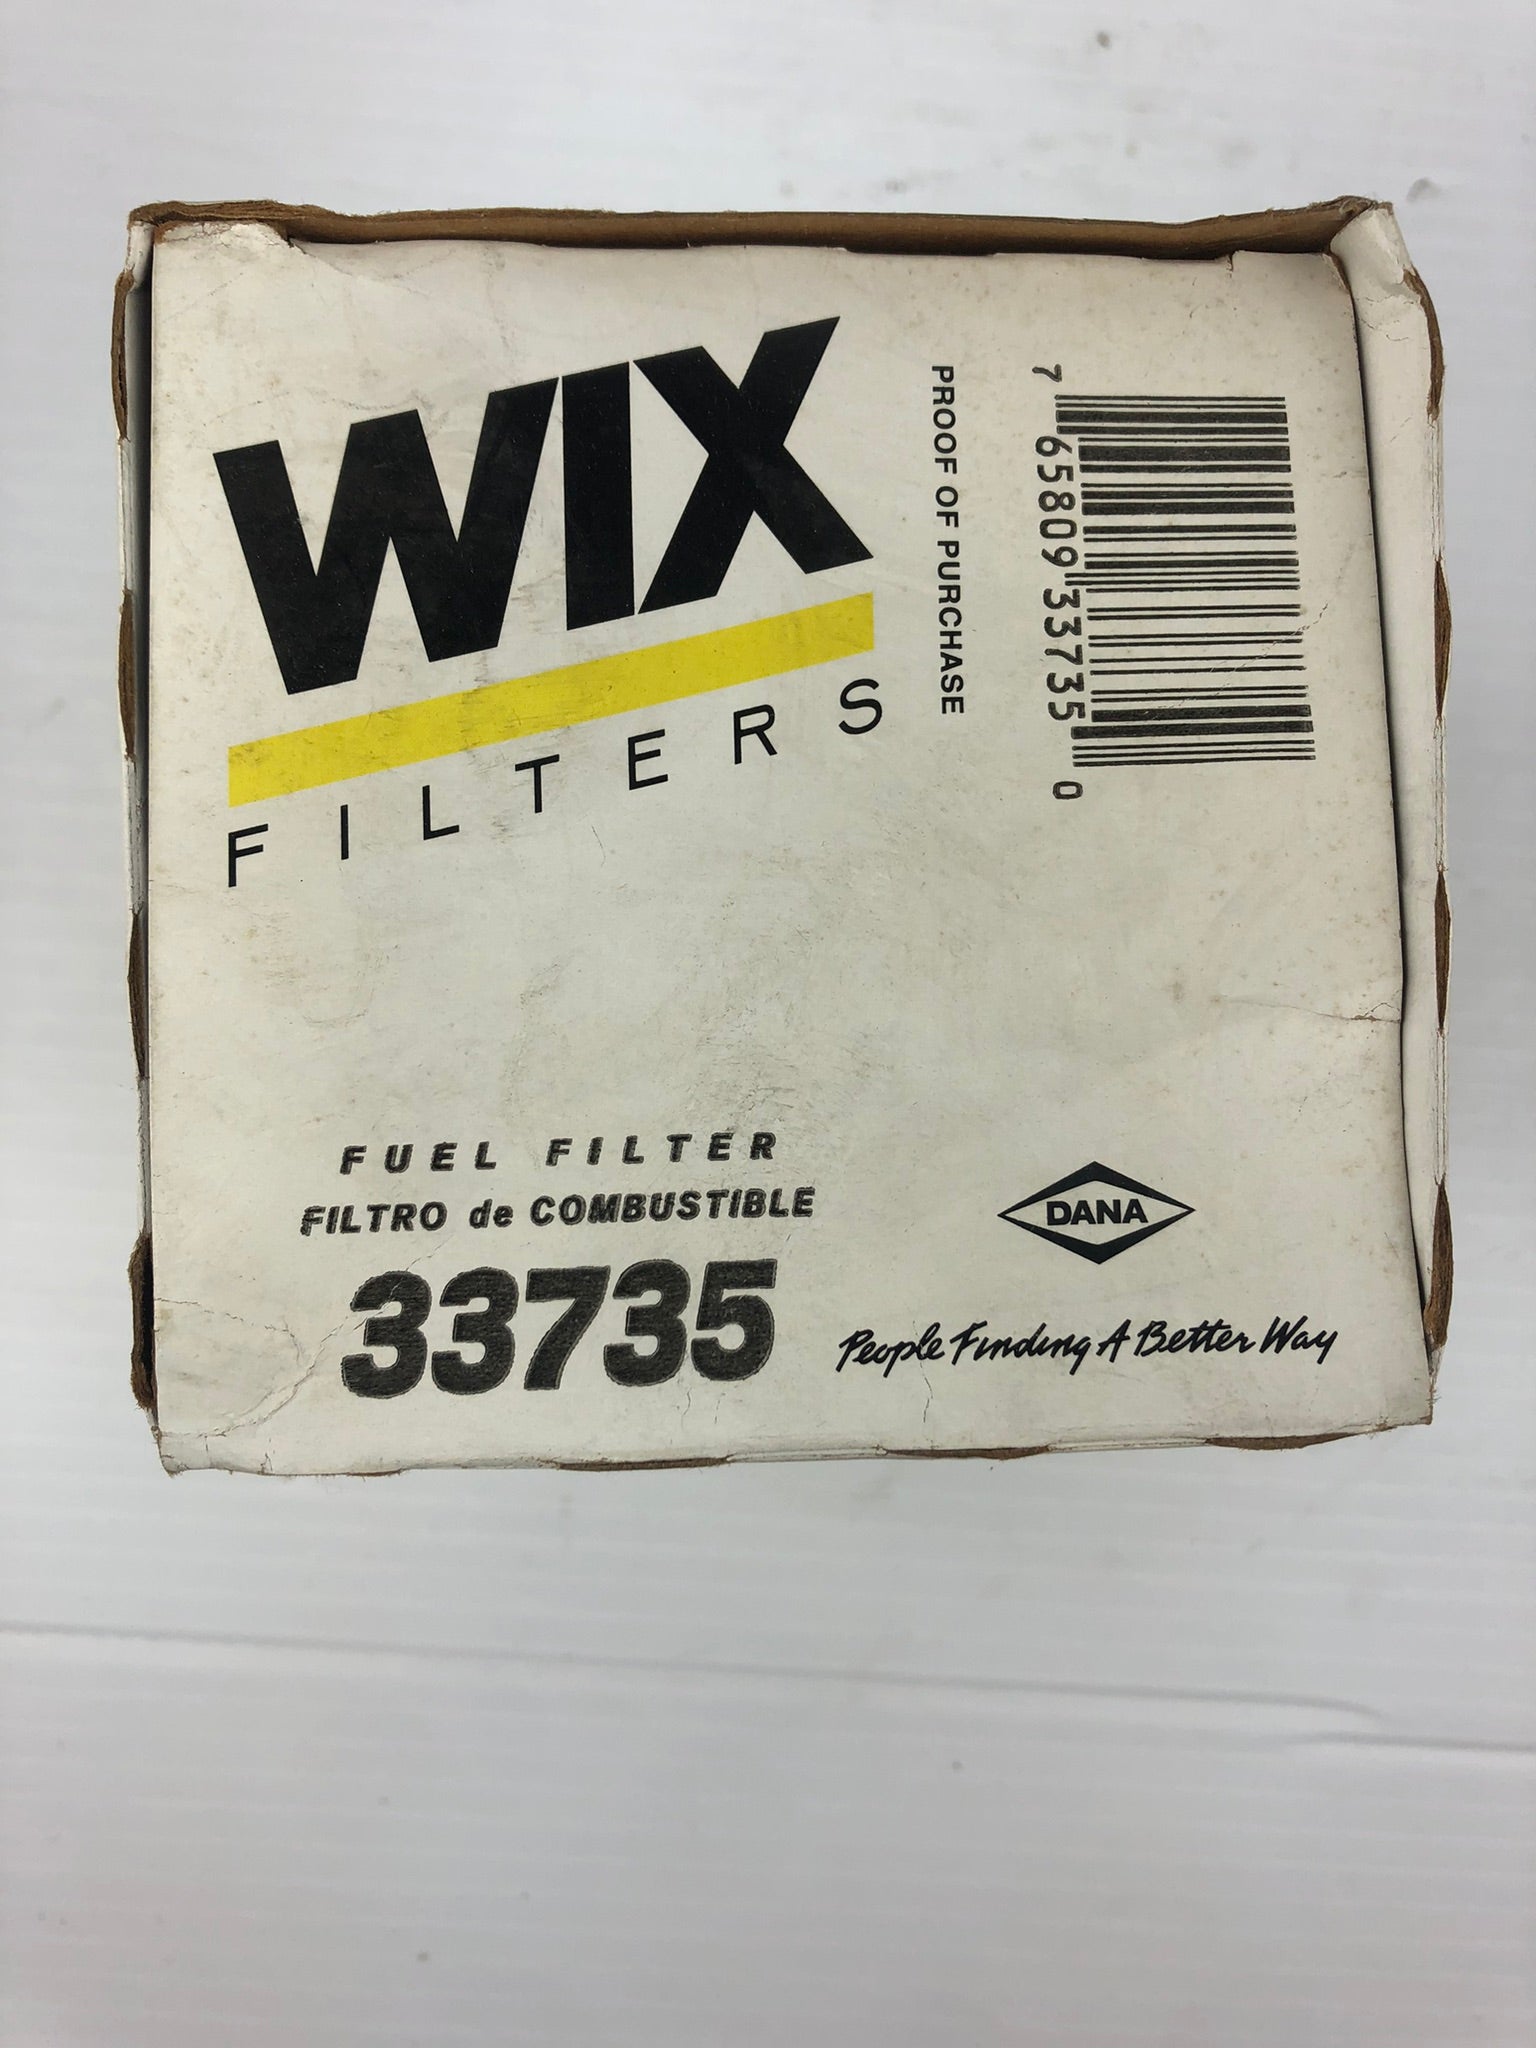 WIX
FILTERS
PROOF OF PURCHASE
7 65809 33735 0
FUEL FILTER
FILTRO de COMBUSTIBLE
33735
DANA
People Finding A Better Way